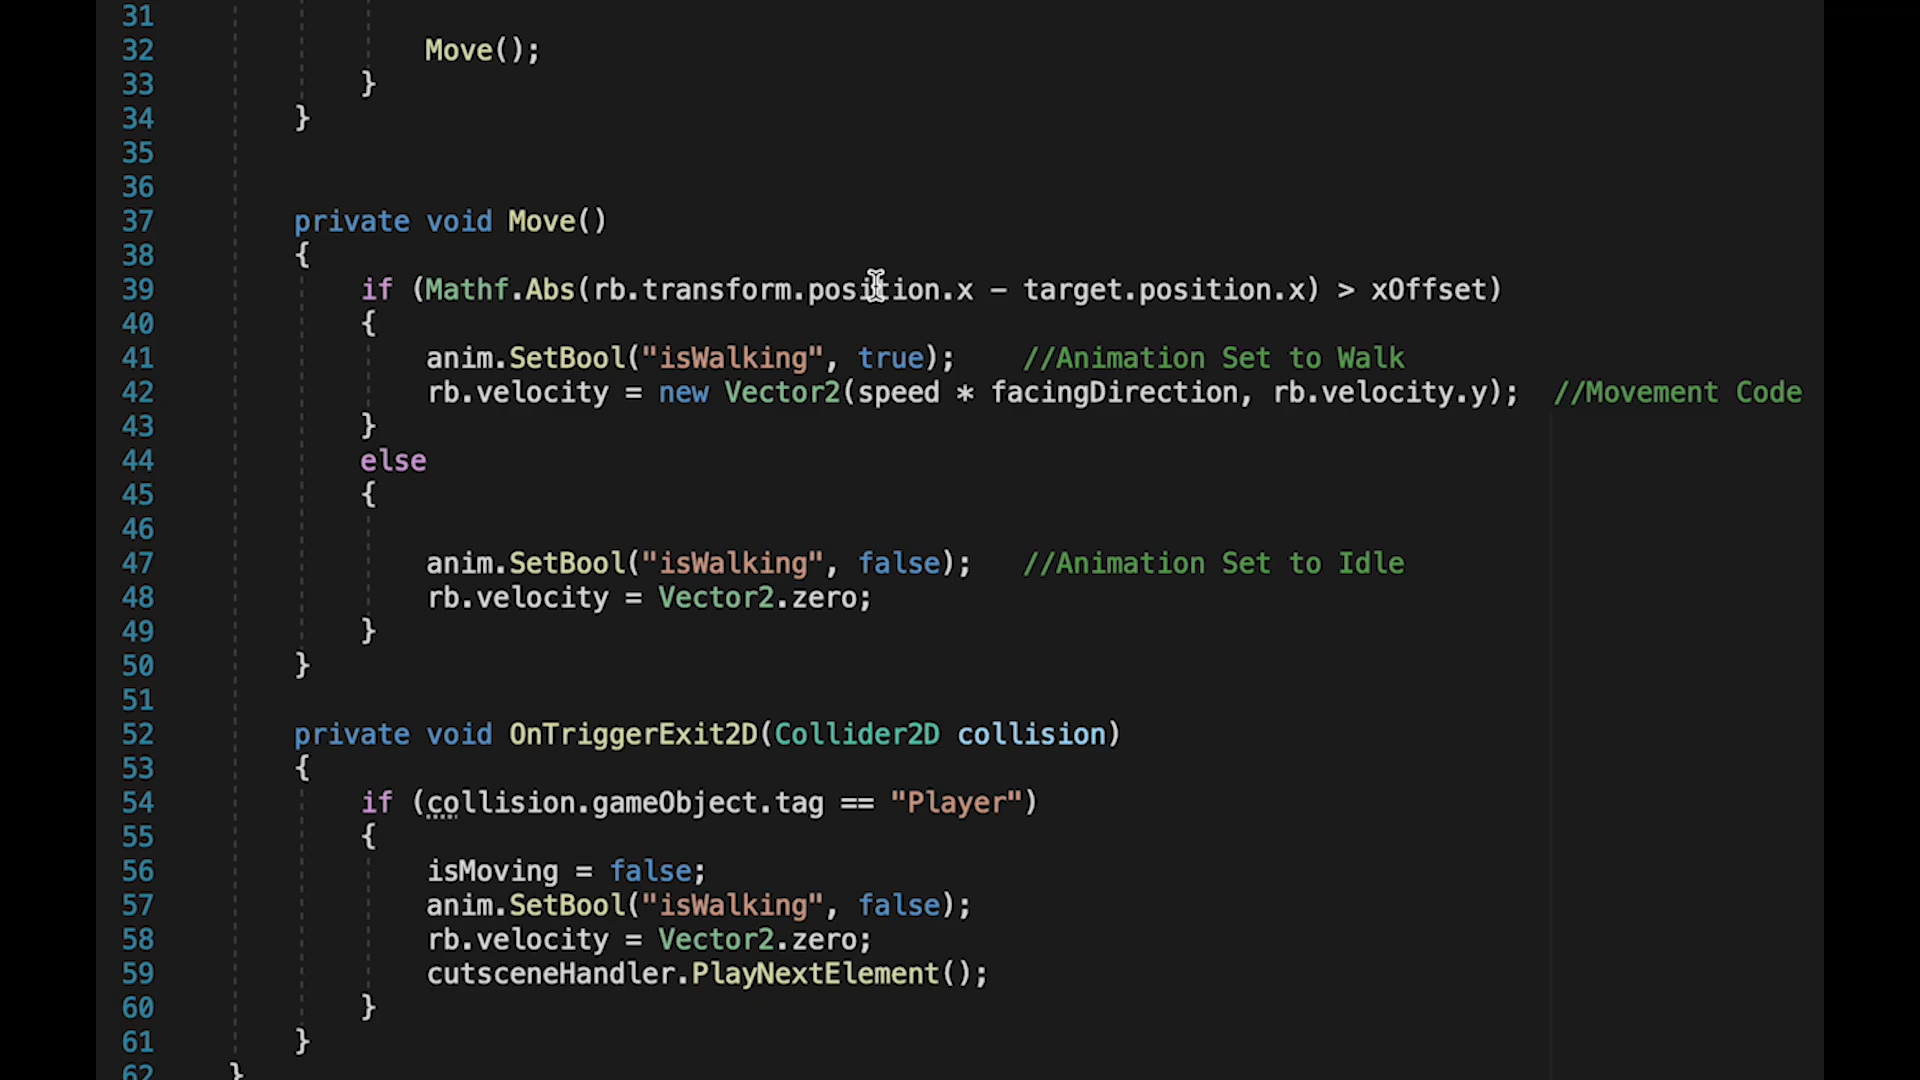 31
32 Move();
33 }
34 }
35
36
37 private void Move()
38 {
39 if (Mathf.Abs(rb.transform.position.x - target.position.x) > xOffset)
40 {
41 anim.SetBool("isWalking", true); //Animation Set to Walk
42 rb.velocity = new Vector2(speed * facingDirection, rb.velocity.y); //Movement Code
43 }
44 else
45 {
46
47 anim.SetBool("isWalking", false); //Animation Set to Idle
48 rb.velocity = Vector2.zero;
49 }
50 }
51
52 private void OnTriggerExit2D(Collider2D collision)
53 {
54 if (collision.gameObject.tag == "Player")
55 {
56 isMoving = false;
57 anim.SetBool("isWalking", false);
58 rb.velocity = Vector2.zero;
59 cutsceneHandler.PlayNextElement();
60 }
61 }
62 }